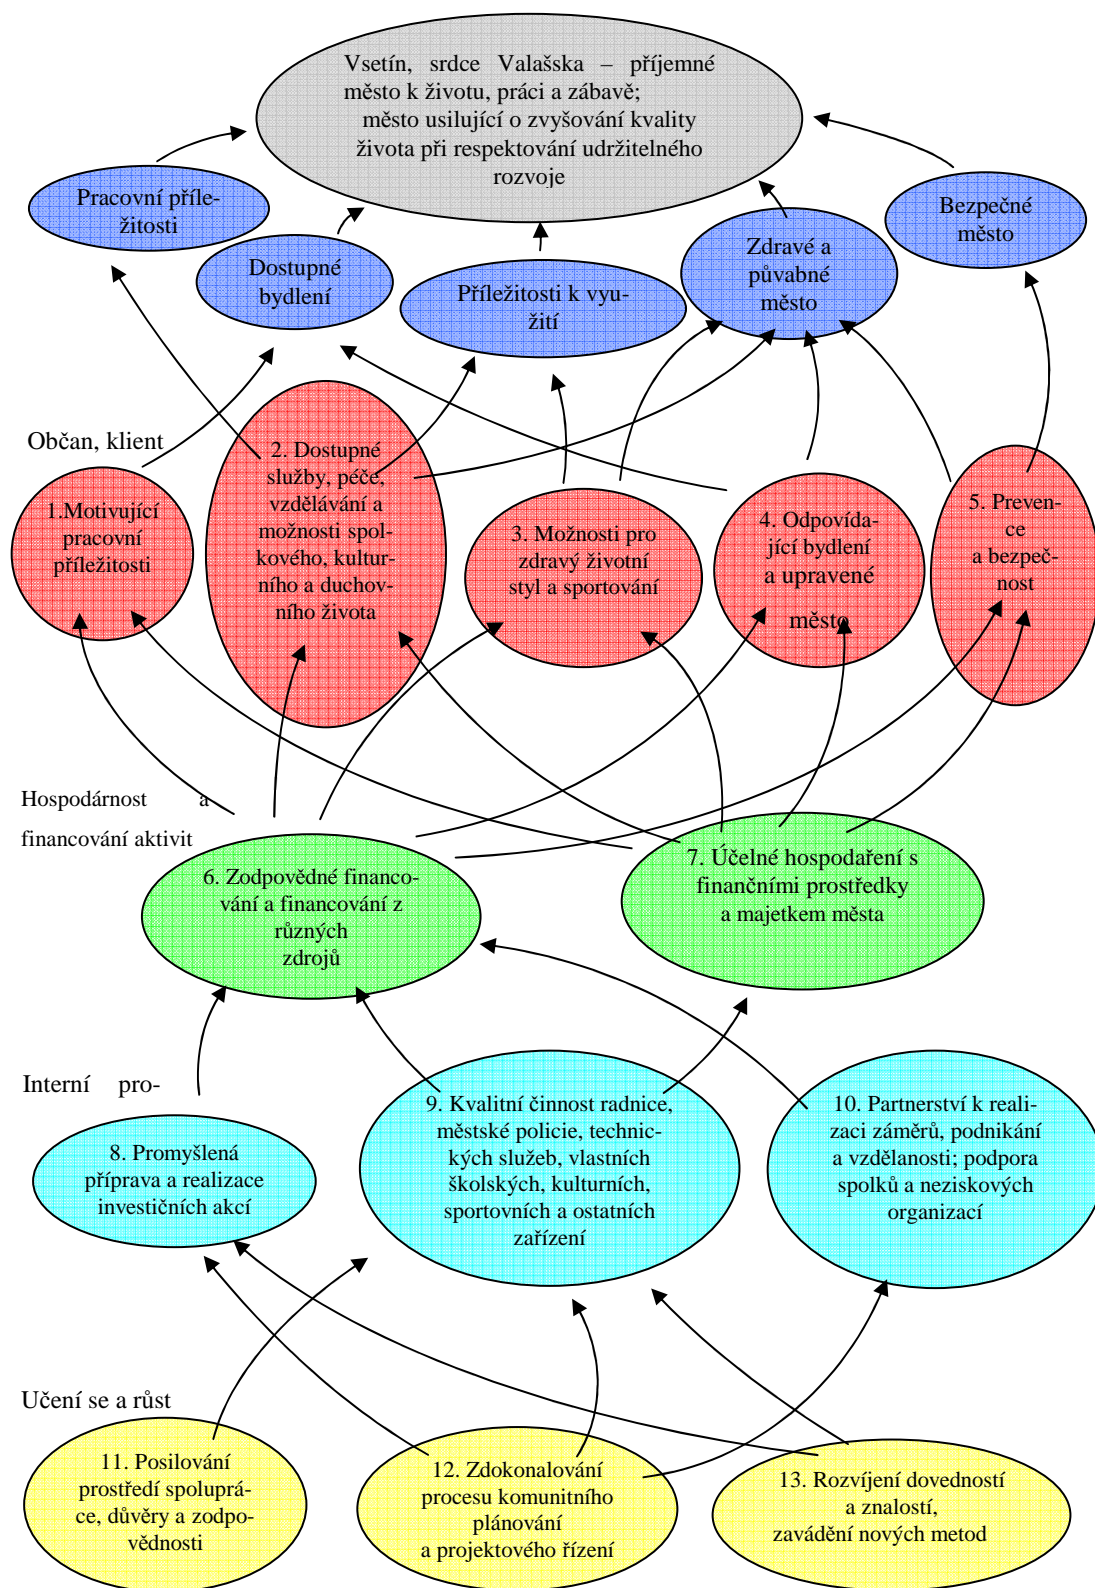 Vsetín, srdce Valašska – příjemné
město k životu, práci a zábavě;
město usilující o zvyšování kvality
života při respektování udržitelného
rozvoje
Pracovní příle-
žitosti
Bezpečné
město
Dostupné
bydlení
Příležitosti k vyu-
žití
Zdravé a
půvabné
město
Občan, klient
1.Motivující
pracovní
příležitosti
2. Dostupné
služby, péče,
vzdělávání a
možnosti spol-
kového, kultur-
ního a duchov-
ního života
3. Možnosti pro
zdravý životní
styl a sportování
4. Odpovída-
jící bydlení
a upravené
město
5. Preven-
ce
a bezpeč-
nost
Hospodárnost a
financování aktivit
6. Zodpovědné financo-
vání a financování z
různých
zdrojů
7. Účelné hospodaření s
finančními prostředky
a majetkem města
Interní pro-
8. Promyšlená
příprava a realizace
investičních akcí
9. Kvalitní činnost radnice,
městské policie, technic-
kých služeb, vlastních
školských, kulturních,
sportovních a ostatních
zařízení
10. Partnerství k reali-
zaci záměrů, podnikání
a vzdělanosti; podpora
spolků a neziskových
organizací
Učení se a růst
11. Posilování
prostředí spoluprá-
ce, důvěry a zodpo-
vědnosti
12. Zdokonalování
procesu komunitního
plánování
a projektového řízení
13. Rozvíjení dovedností
a znalostí,
zavádění nových metod